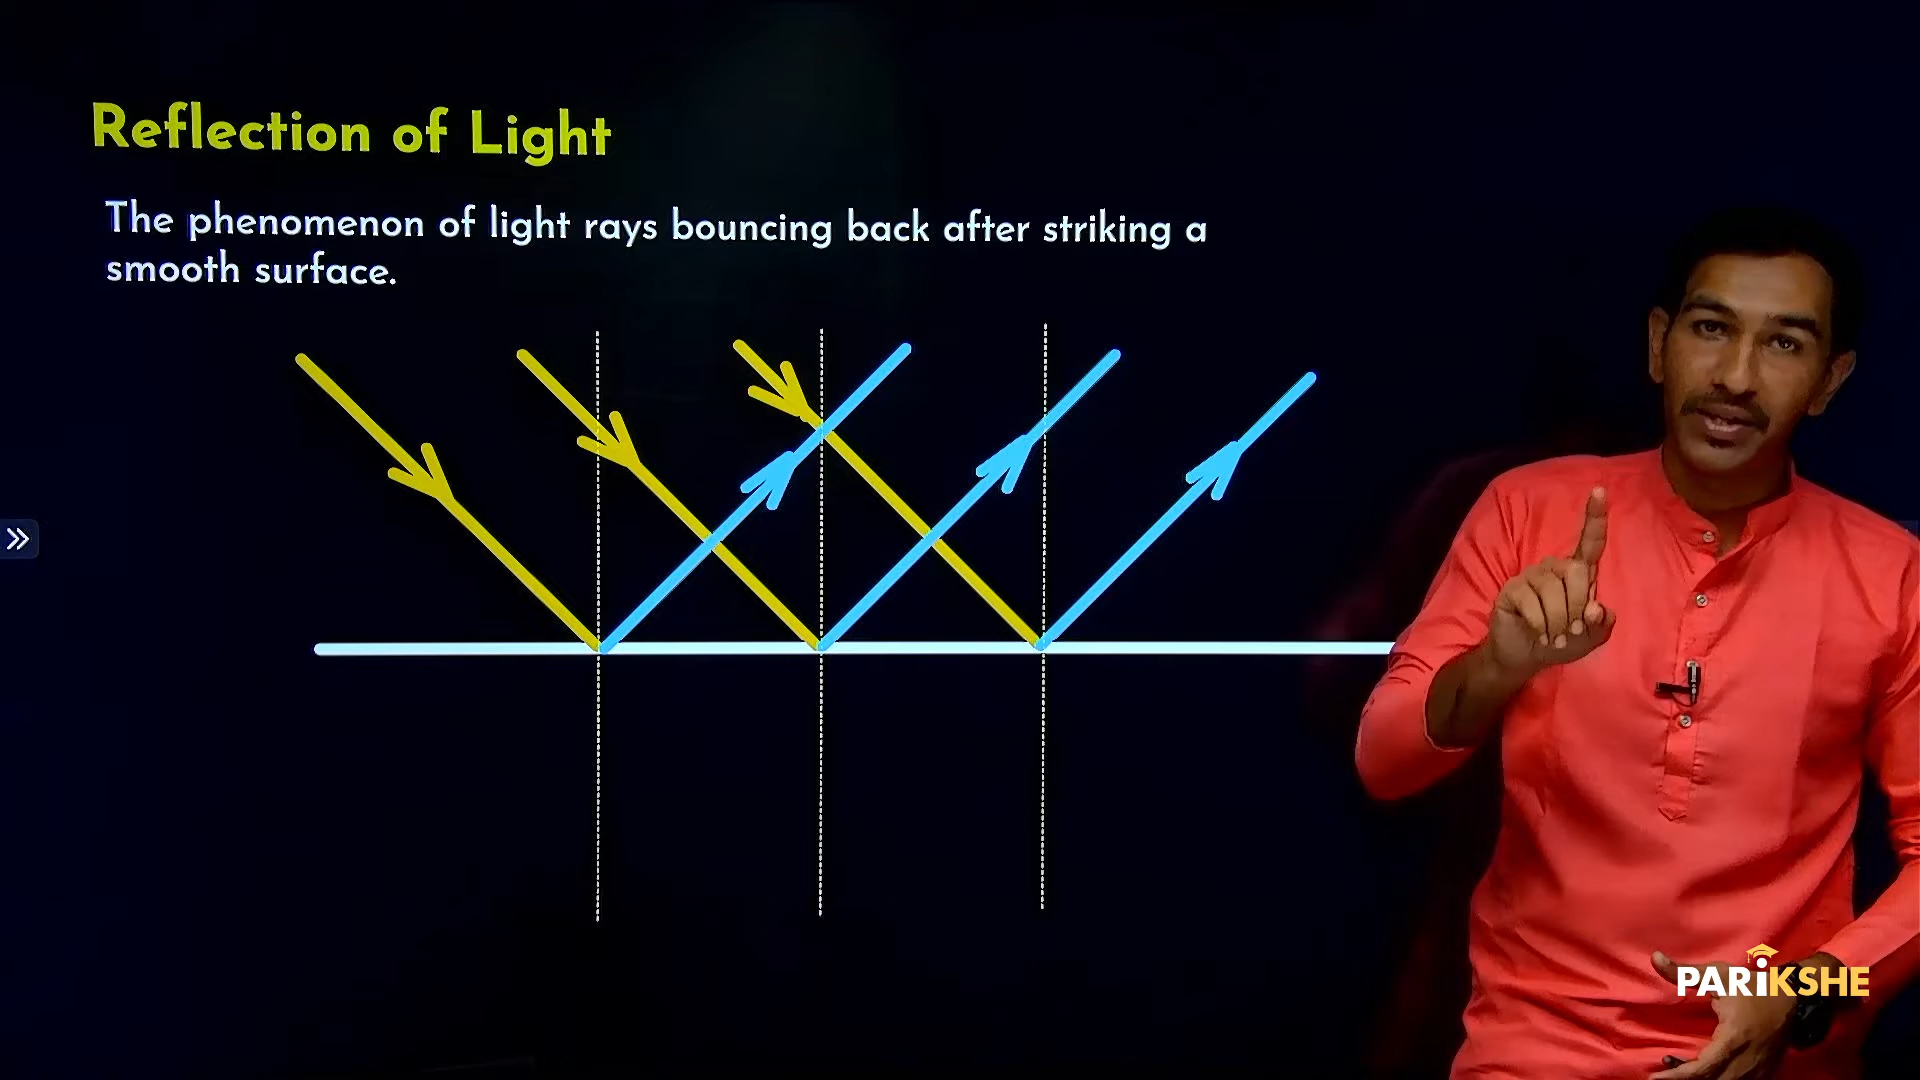 Reflection of Light
The phenomenon of light rays bouncing back after striking a
smooth surface.
PARiKSHE